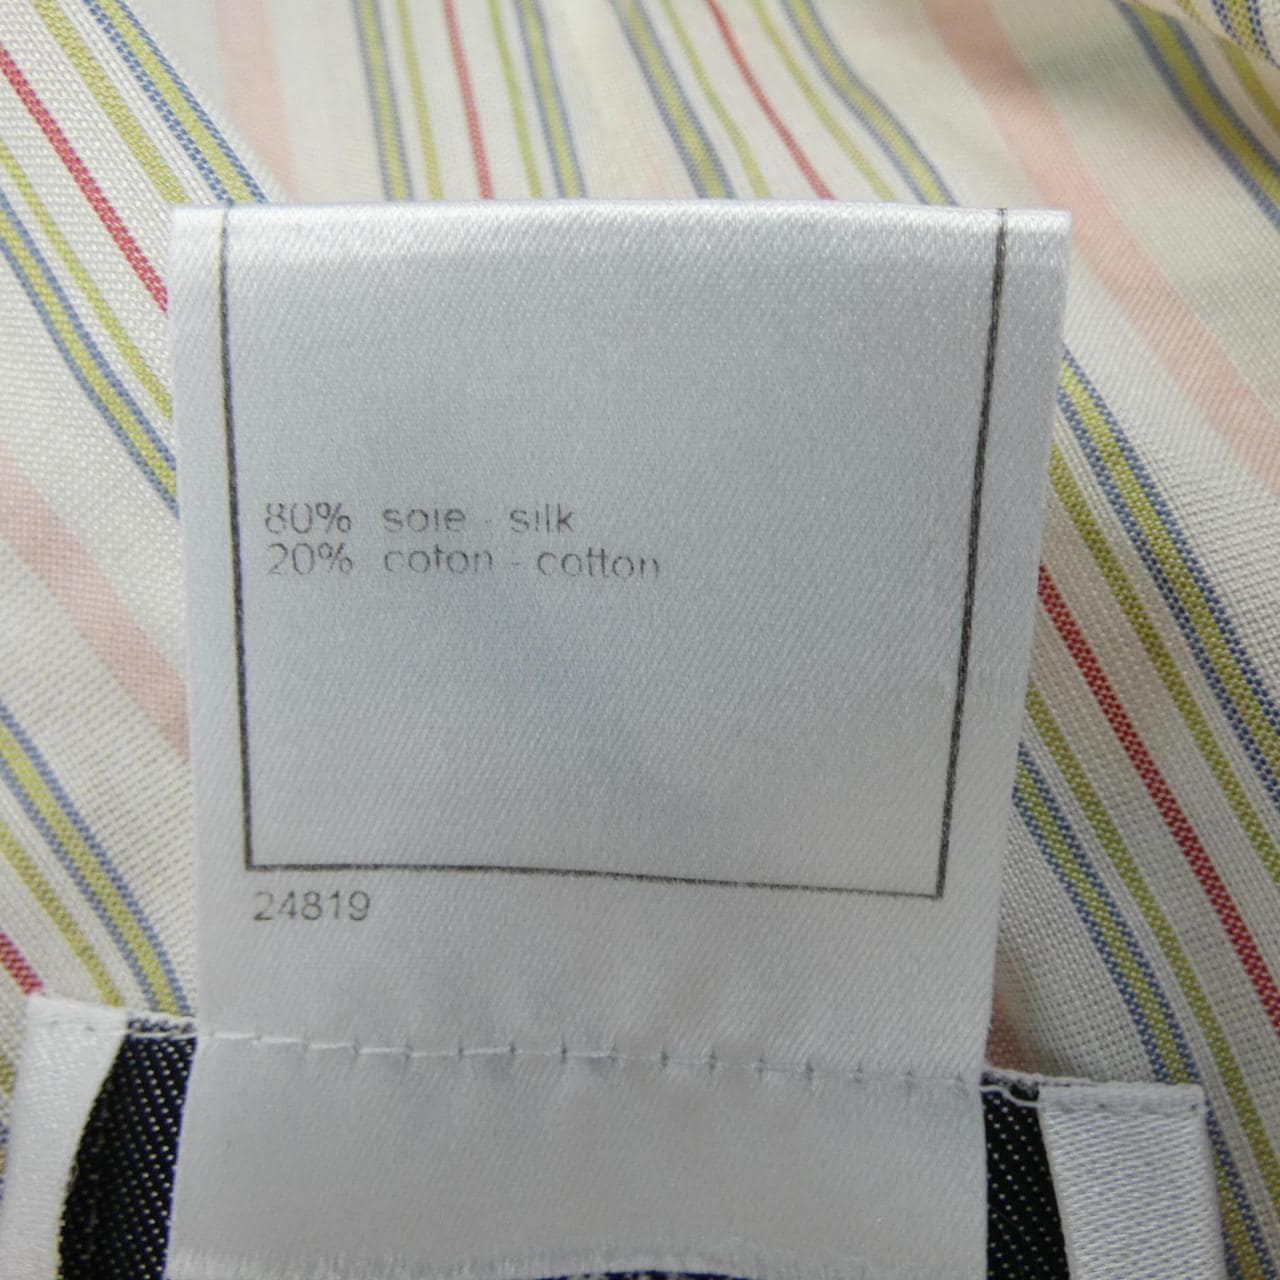 80% soie - silk
20% coton - cotton
24819